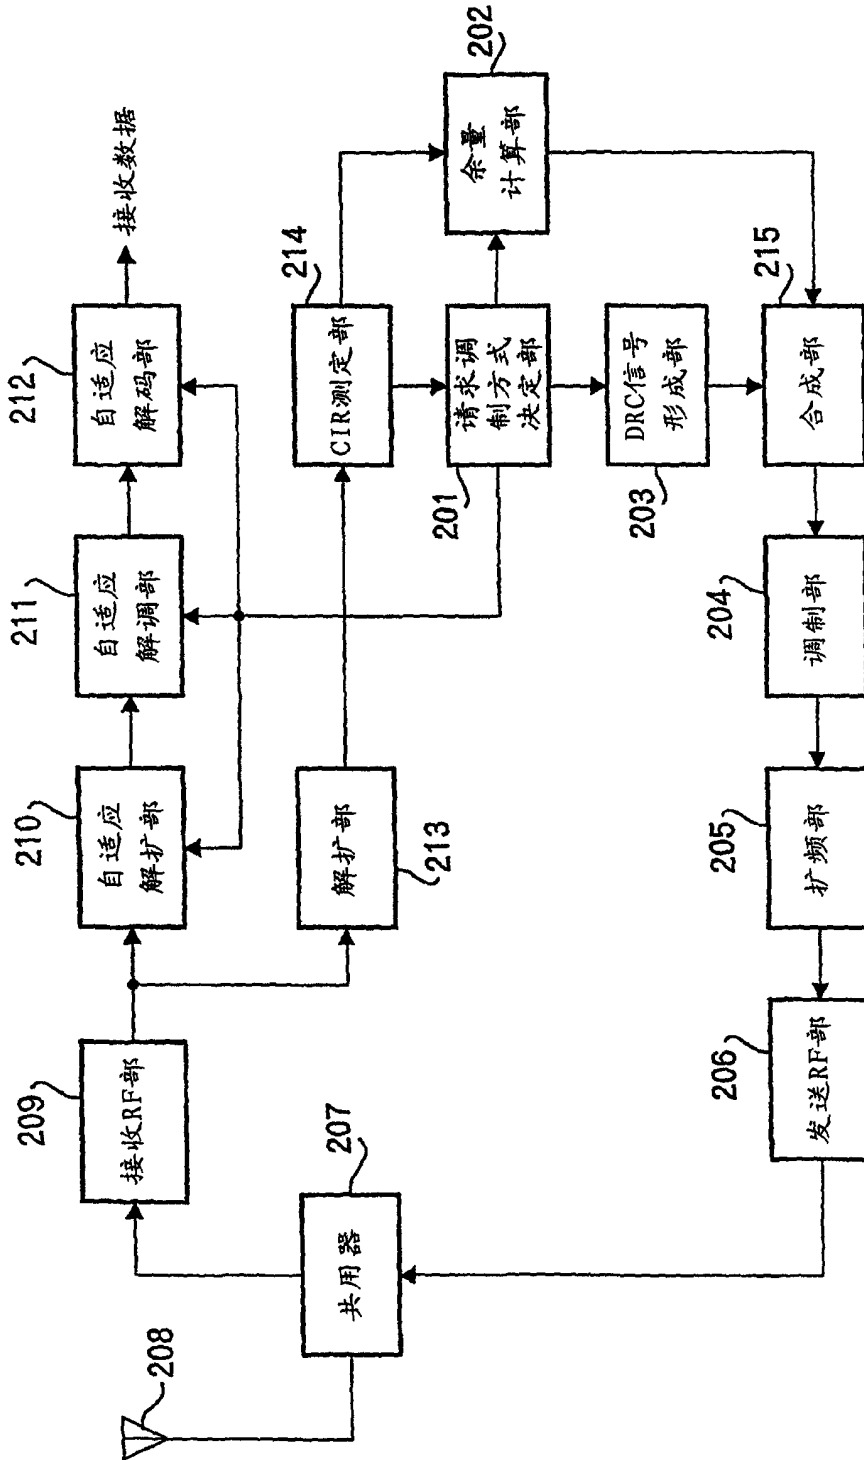 208
207
共用器
209
接收RF部
210
自适应
解扩部
211
自适应
解调部
212
自适应
解码部
接收数据
213
解扩部
214
CIR测定部
201
请求调
制方式
决定部
202
余量
计算部
203
DRC信号
形成部
215
合成部
204
调制部
205
扩频部
206
发送RF部